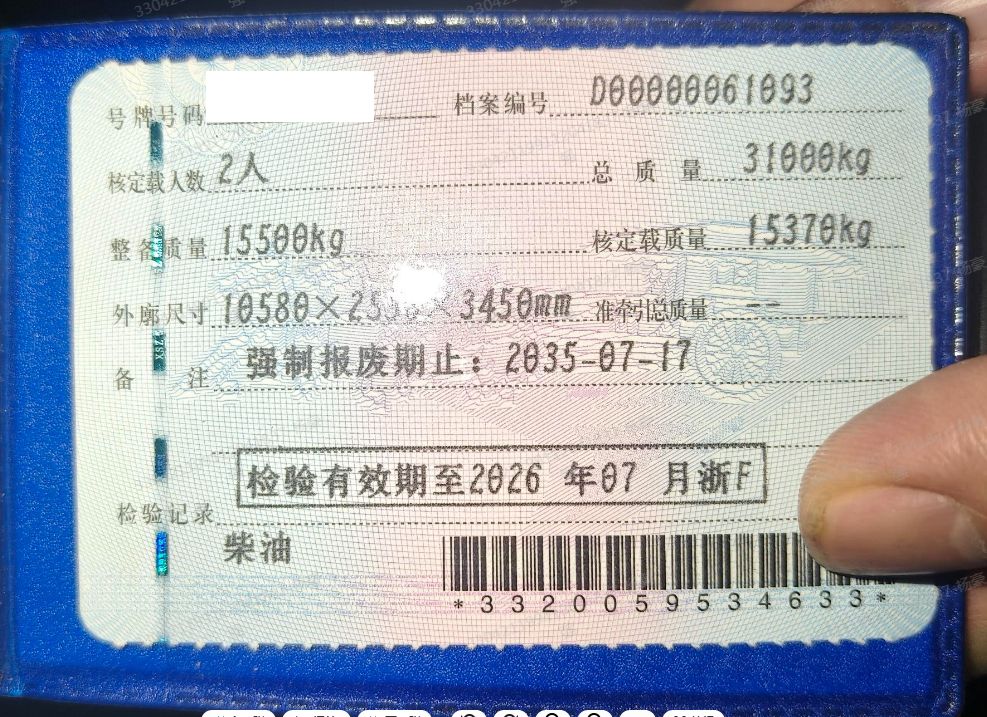 号牌号码
档案编号 D00000061093
核定载人数 2人
总质量 31000kg
整备质量 15500kg
核定载质量 15370kg
外廓尺寸 10580× ×3450mm
准牵引总质量 --
备注 强制报废期止：2035-07-17
检验有效期至2026 年07 月浙F
检验记录
柴油
*3320059534633*
XSZ